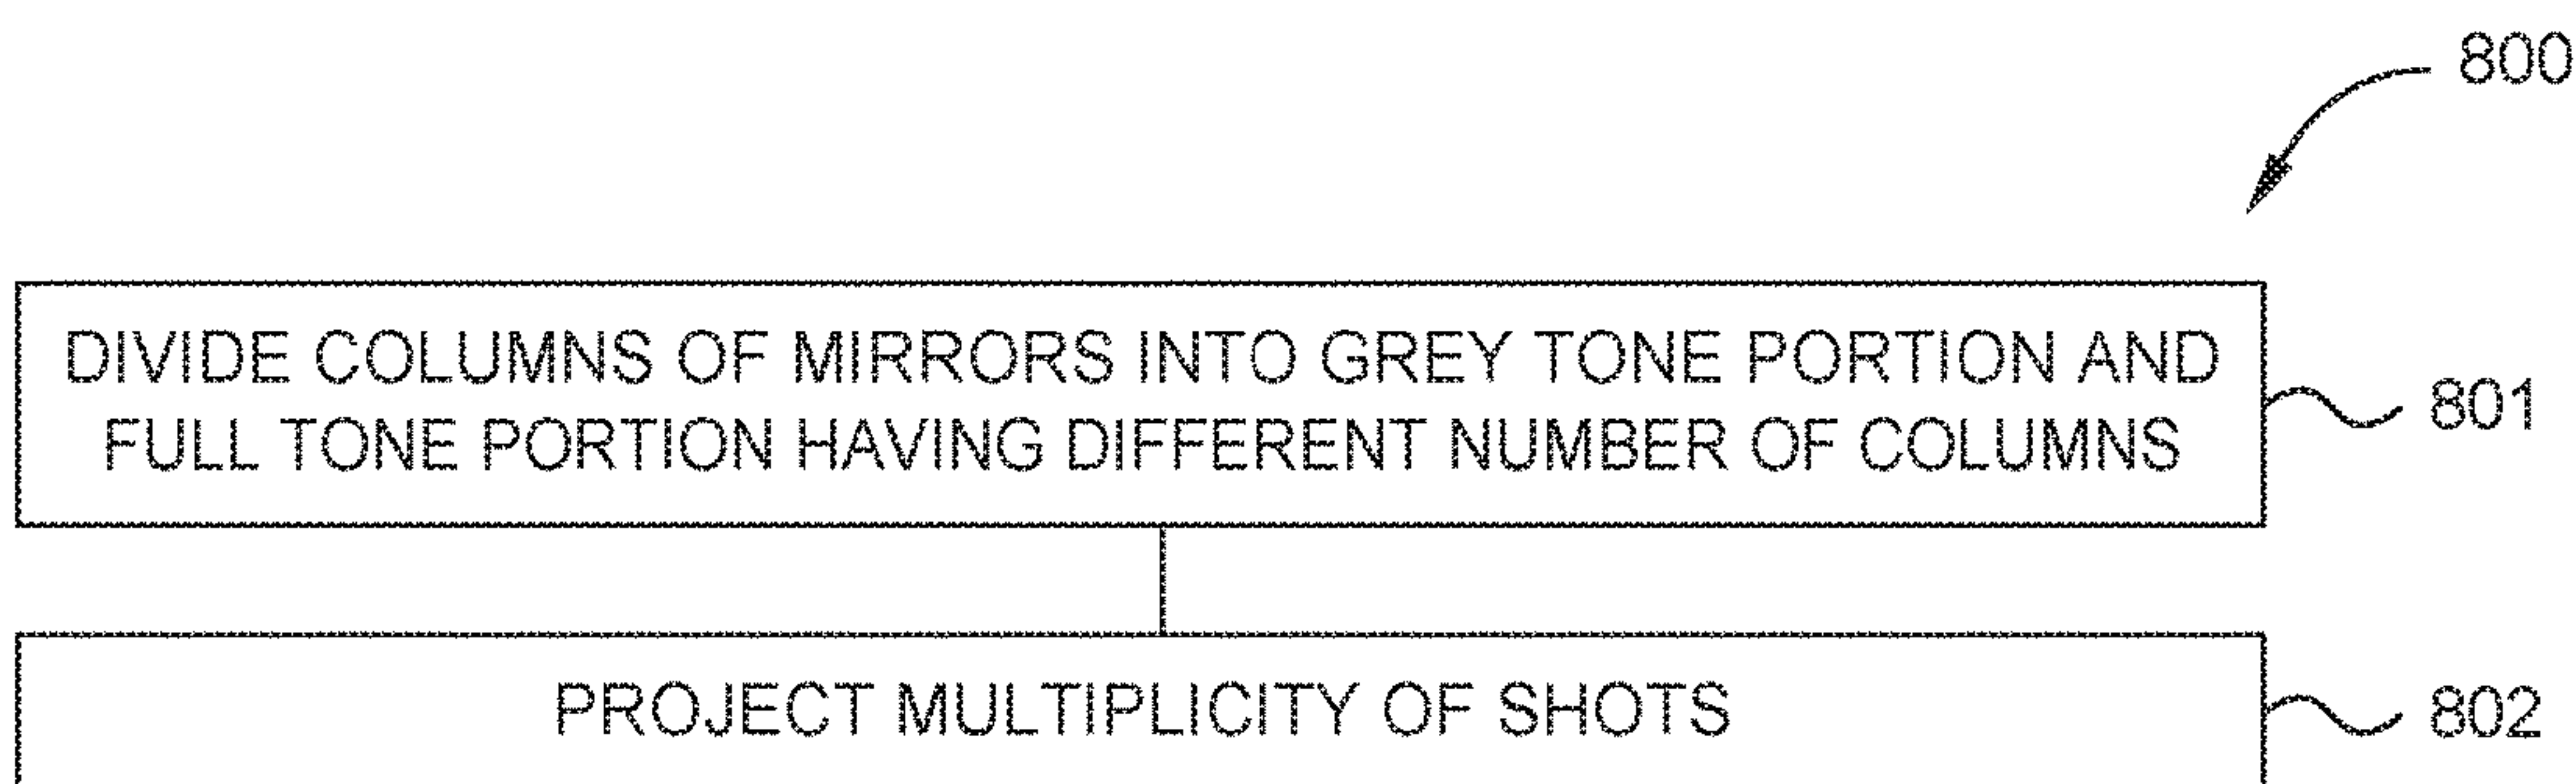 800
DIVIDE COLUMNS OF MIRRORS INTO GREY TONE PORTION AND
FULL TONE PORTION HAVING DIFFERENT NUMBER OF COLUMNS
801
PROJECT MULTIPLICITY OF SHOTS
802